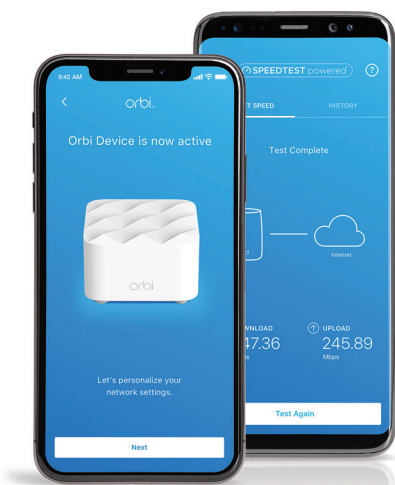 9:42 AM
orbi
Orbi Device is now active
orbi
Let's personalize your
network settings.
Next
SPEEDTEST powered
?
SPEED
HISTORY
Test Complete
Internet
UPLOAD
47.36
245.89
Mbps
Test Again